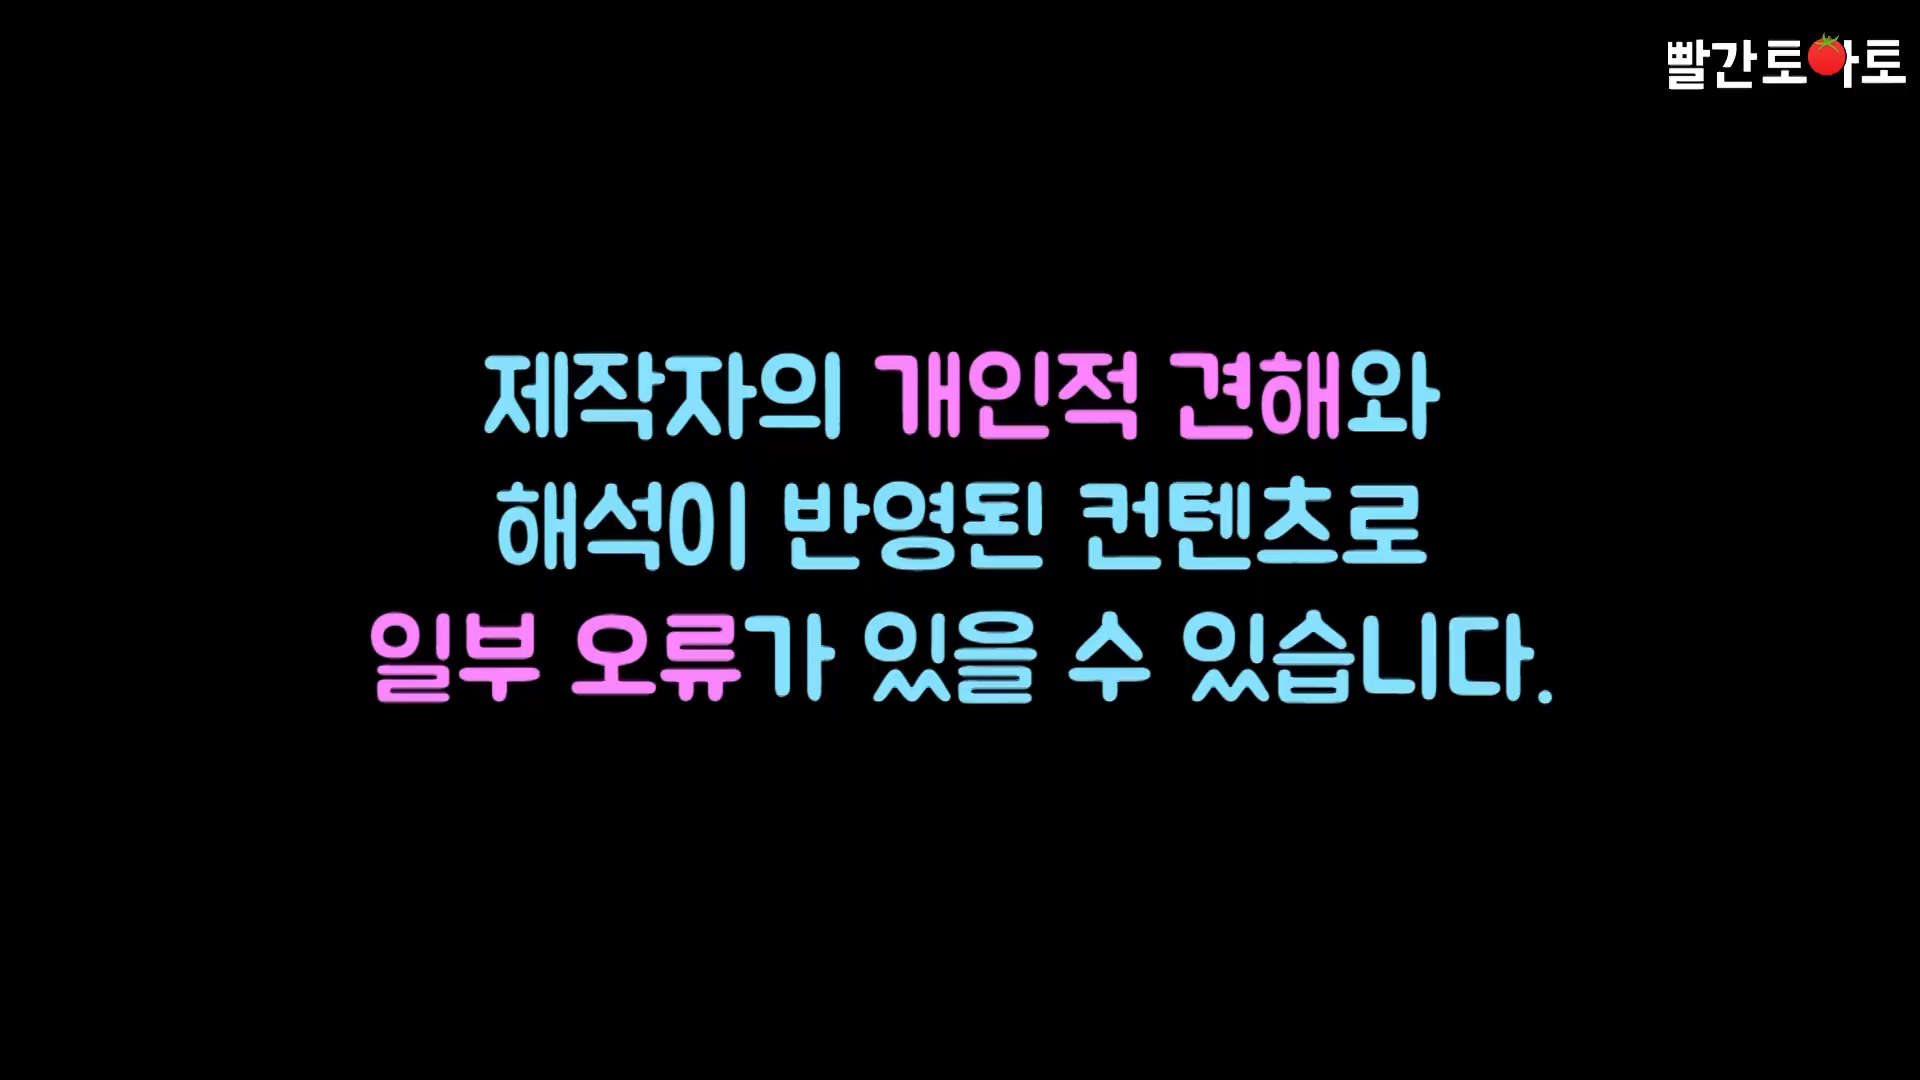 빨간토마토
제작자의 개인적 견해와
해석이 반영된 컨텐츠로
일부 오류가 있을 수 있습니다.